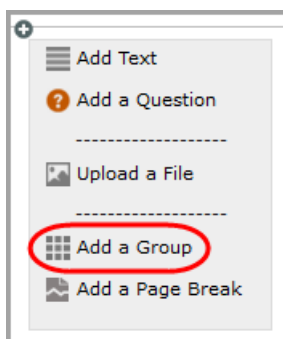 Add Text
Add a Question
-------------------
Upload a File
-------------------
Add a Group
Add a Page Break